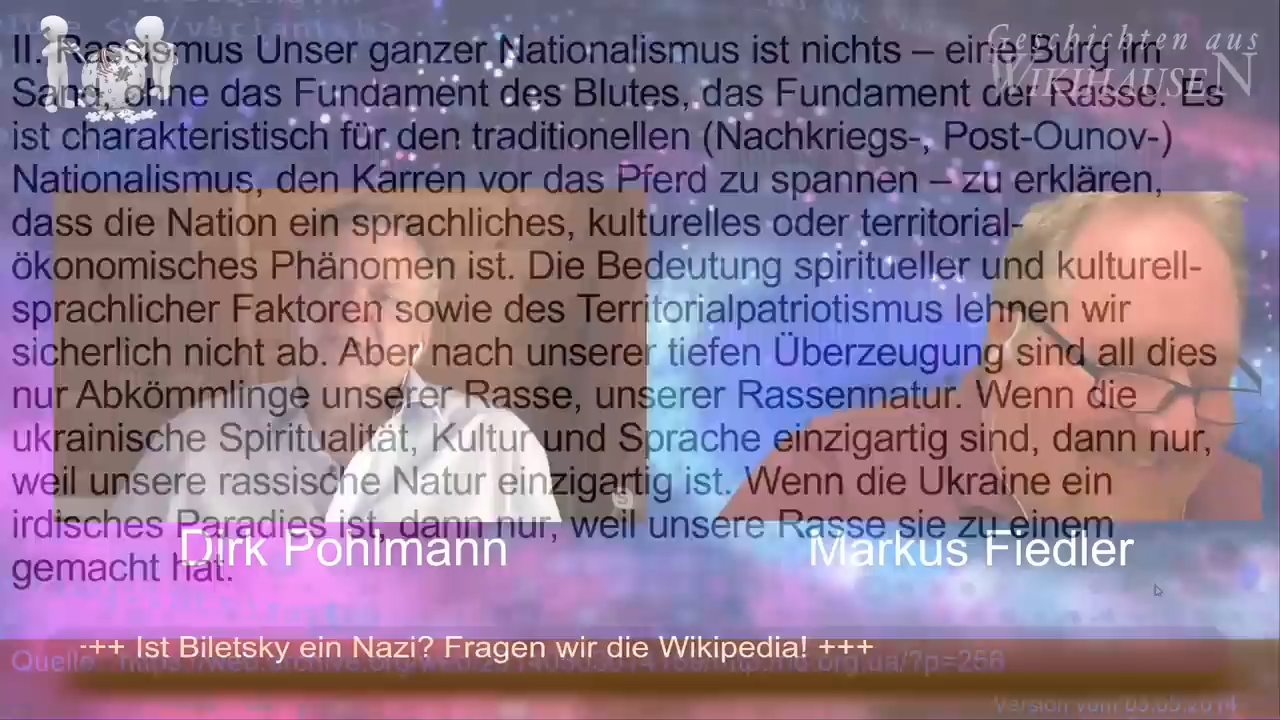 Geschichten aus
WIKIHAUSEN
II. Rassismus Unser ganzer Nationalismus ist nichts – eine Burg im
Sand, ohne das Fundament des Blutes, das Fundament der Rasse. Es
ist charakteristisch für den traditionellen (Nachkriegs-, Post-Ounov-)
Nationalismus, den Karren vor das Pferd zu spannen – zu erklären,
dass die Nation ein sprachliches, kulturelles oder territorial-
ökonomisches Phänomen ist. Die Bedeutung spiritueller und kulturell-
sprachlicher Faktoren sowie des Territorialpatriotismus lehnen wir
sicherlich nicht ab. Aber nach unserer tiefen Überzeugung sind all dies
nur Abkömmlinge unserer Rasse, unserer Rassennatur. Wenn die
ukrainische Spiritualität, Kultur und Sprache einzigartig sind, dann nur,
weil unsere rassische Natur einzigartig ist. Wenn die Ukraine ein
irdisches Paradies ist, dann nur, weil unsere Rasse sie zu einem
gemacht hat.
Dirk Pohlmann
Markus Fiedler
-++ Ist Biletsky ein Nazi? Fragen wir die Wikipedia! +++
Quelle
Version vom 03.05.2014